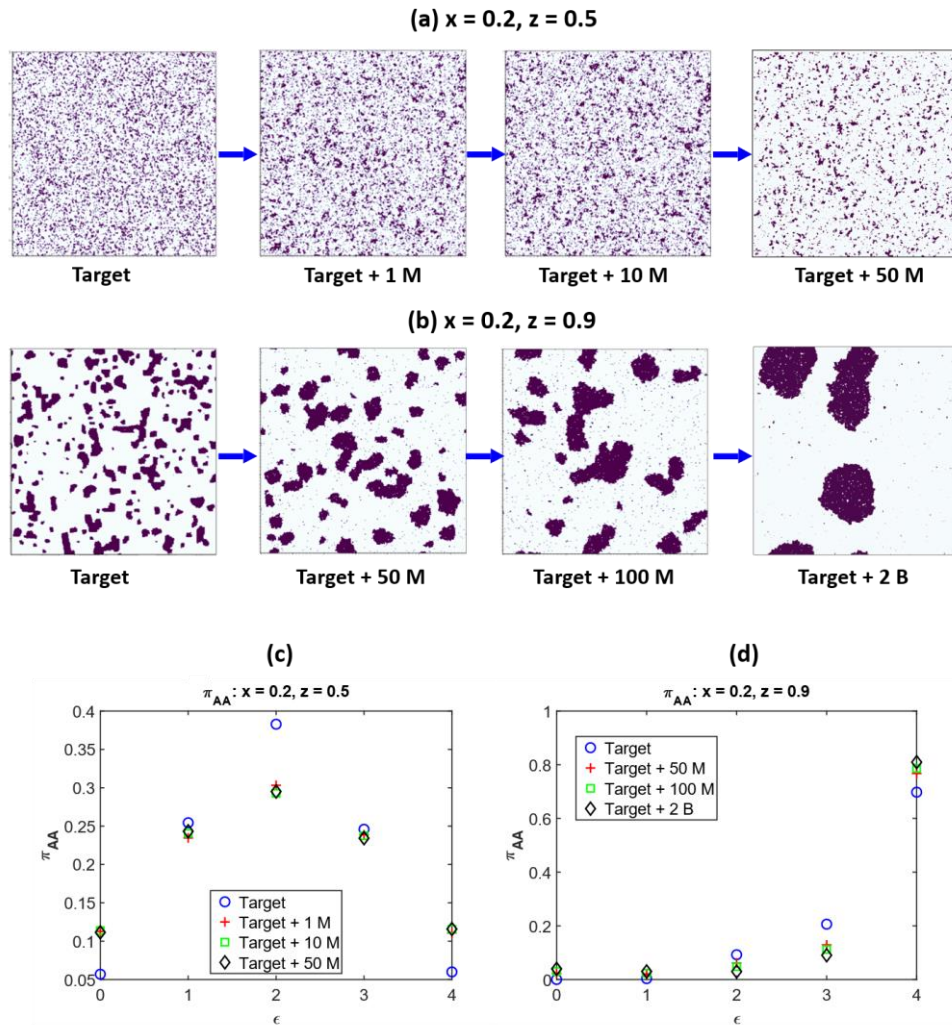 (a) x = 0.2, z = 0.5
Target
Target + 1 M
Target + 10 M
Target + 50 M
(b) x = 0.2, z = 0.9
Target
Target + 50 M
Target + 100 M
Target + 2 B
(c)
π_AA: x = 0.2, z = 0.5
0.4
0.35
0.3
0.25
0.2
0.15
0.1
0.05
π_AA
Target
Target + 1 M
Target + 10 M
Target + 50 M
0 1 2 3 4
ϵ
(d)
π_AA: x = 0.2, z = 0.9
1
0.8
0.6
0.4
0.2
0
π_AA
Target
Target + 50 M
Target + 100 M
Target + 2 B
0 1 2 3 4
ϵ